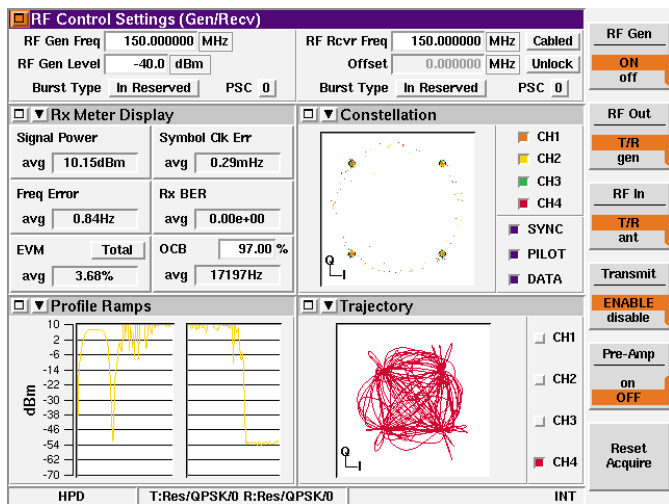 RF Control Settings (Gen/Recv)
RF Gen Freq 150.000000 MHz
RF Gen Level -40.0 dBm
Burst Type In Reserved PSC 0
RF Rcvr Freq 150.000000 MHz Cabled
Offset 0.000000 MHz Unlock
Burst Type In Reserved PSC 0
Rx Meter Display
Signal Power
avg 10.15dBm
Symbol Clk Err
avg 0.29mHz
Freq Error
avg 0.84Hz
Rx BER
avg 0.00e+00
EVM Total
avg 3.68%
OCB 97.00 %
avg 17197Hz
Constellation
Q
I
CH1
CH2
CH3
CH4
SYNC
PILOT
DATA
Profile Ramps
dBm
10
2
-6
-14
-22
-30
-38
-46
-54
-62
-70
Trajectory
Q
I
CH1
CH2
CH3
CH4
RF Gen
ON
off
RF Out
T/R
gen
RF In
T/R
ant
Transmit
ENABLE
disable
Pre-Amp
on
OFF
Reset
Acquire
HPD T:Res/QPSK/0 R:Res/QPSK/0 INT